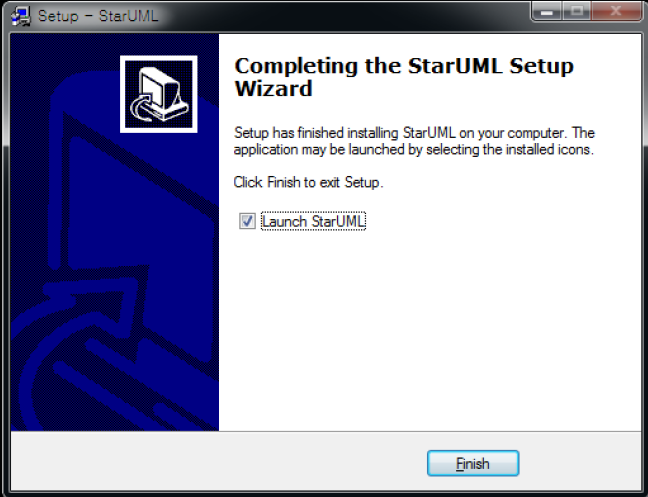 Setup - StarUML
Completing the StarUML Setup
Wizard
Setup has finished installing StarUML on your computer. The
application may be launched by selecting the installed icons.
Click Finish to exit Setup.
Launch StarUML
Finish